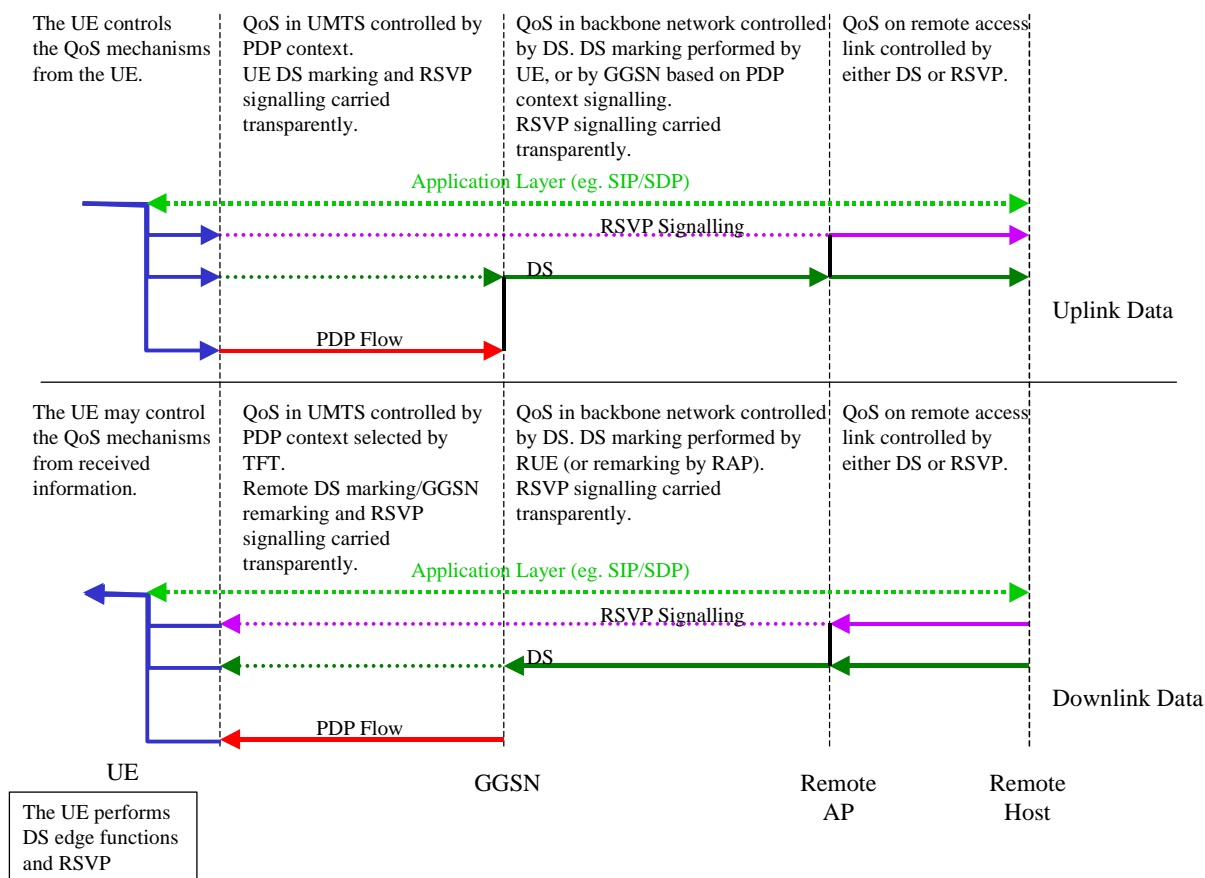 The UE controls
the QoS mechanisms
from the UE.
QoS in UMTS controlled by
PDP context.
UE DS marking and RSVP
signalling carried
transparently.
QoS in backbone network controlled
by DS. DS marking performed by
UE, or by GGSN based on PDP
context signalling.
RSVP signalling carried
transparently.
QoS on remote access
link controlled by
either DS or RSVP.
Application Layer (eg. SIP/SDP)
RSVP Signalling
DS
PDP Flow
Uplink Data
The UE may control
the QoS mechanisms
from received
information.
QoS in UMTS controlled by
PDP context selected by
TFT.
Remote DS marking/GGSN
remarking and RSVP
signalling carried
transparently.
QoS in backbone network controlled
by DS. DS marking performed by
RUE (or remarking by RAP).
RSVP signalling carried
transparently.
QoS on remote access
link controlled by
either DS or RSVP.
Application Layer (eg. SIP/SDP)
RSVP Signalling
DS
PDP Flow
Downlink Data
UE
GGSN
Remote
AP
Remote
Host
The UE performs
DS edge functions
and RSVP